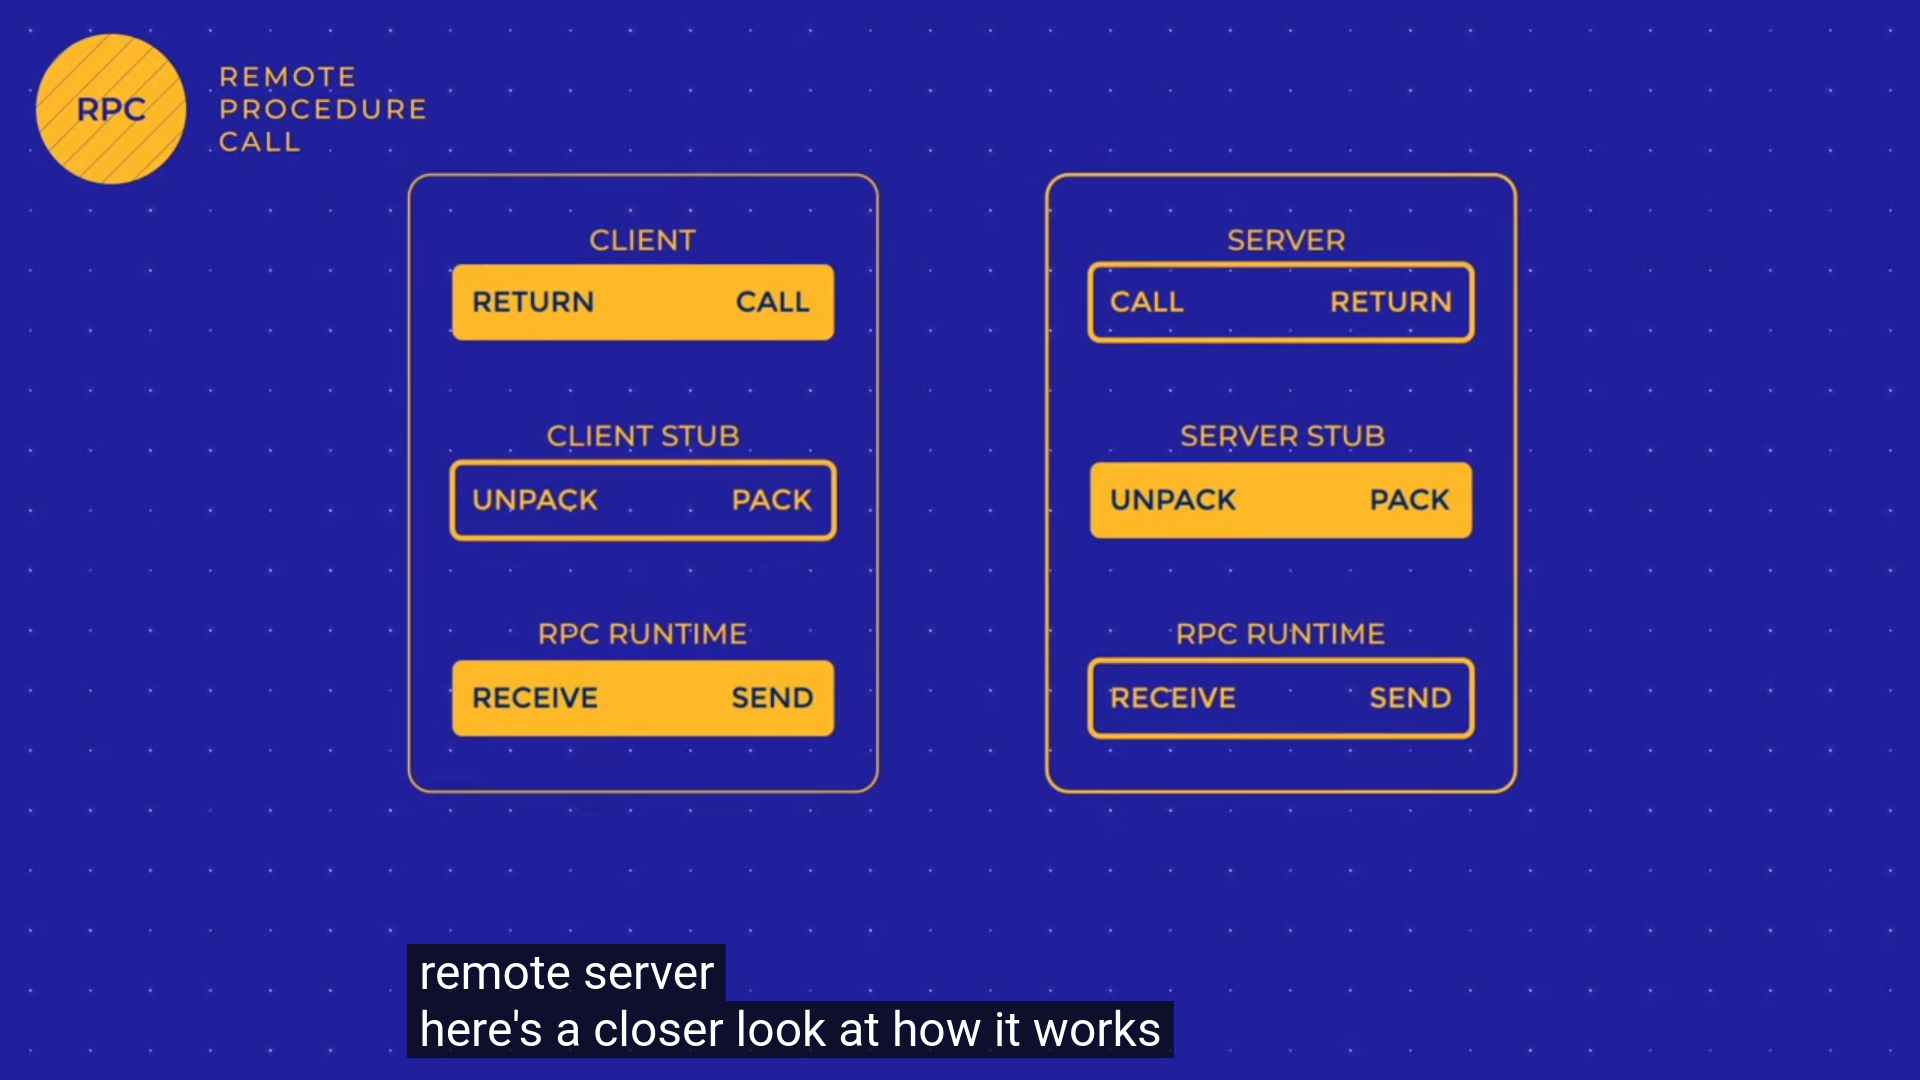 RPC
REMOTE
PROCEDURE
CALL
CLIENT
RETURN CALL
CLIENT STUB
UNPACK PACK
RPC RUNTIME
RECEIVE SEND
SERVER
CALL RETURN
SERVER STUB
UNPACK PACK
RPC RUNTIME
RECEIVE SEND
remote server
here's a closer look at how it works